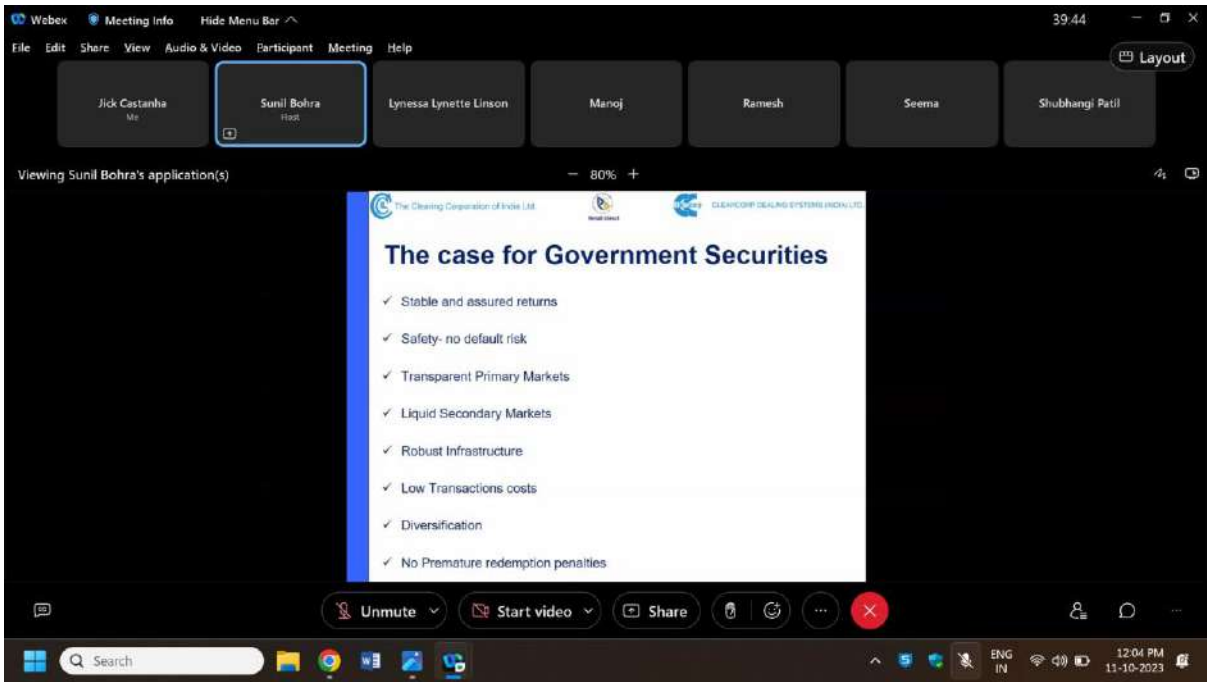 Webex Meeting Info Hide Menu Bar 39:44
File Edit Share View Audio & Video Participant Meeting Help
Layout
Jick Castanha Sunil Bohra Lynessa Lynette Linson Manoj Ramesh Seema Shubhangi Patil
Me Host
Viewing Sunil Bohra's application(s) − 80% +
The Clearing Corporation of India Ltd. CLEARCORP DEALING SYSTEMS (INDIA) LTD.
The case for Government Securities
✓ Stable and assured returns
✓ Safety- no default risk
✓ Transparent Primary Markets
✓ Liquid Secondary Markets
✓ Robust Infrastructure
✓ Low Transactions costs
✓ Diversification
✓ No Premature redemption penalties
Unmute Start video Share
Search ENG 12:04 PM
IN 11-10-2023